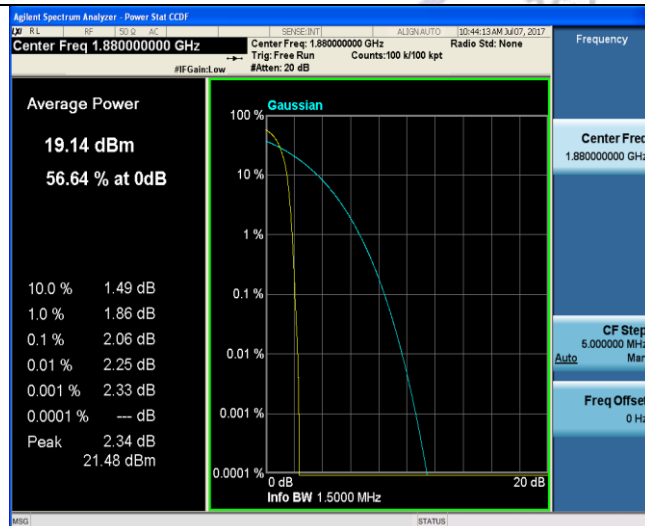 Agilent Spectrum Analyzer - Power Stat CCDF
RL RF 50 Ω AC SENSE:INT ALIGN AUTO 10:44:13 AM Jul 07, 2017
Center Freq 1.880000000 GHz
Center Freq: 1.880000000 GHz Radio Std: None
Trig: Free Run Counts:100 k/100 kpt
#IFGain:Low #Atten: 20 dB
Frequency
Average Power
19.14 dBm
56.64 % at 0dB
10.0 % 1.49 dB
1.0 % 1.86 dB
0.1 % 2.06 dB
0.01 % 2.25 dB
0.001 % 2.33 dB
0.0001 % --- dB
Peak 2.34 dB
21.48 dBm
Gaussian
100 %
10 %
1 %
0.1 %
0.01 %
0.001 %
0.0001 %
0 dB 20 dB
Info BW 1.5000 MHz
Center Freq
1.880000000 GHz
CF Step
5.000000 MHz
Auto Man
Freq Offset
0 Hz
MSG STATUS